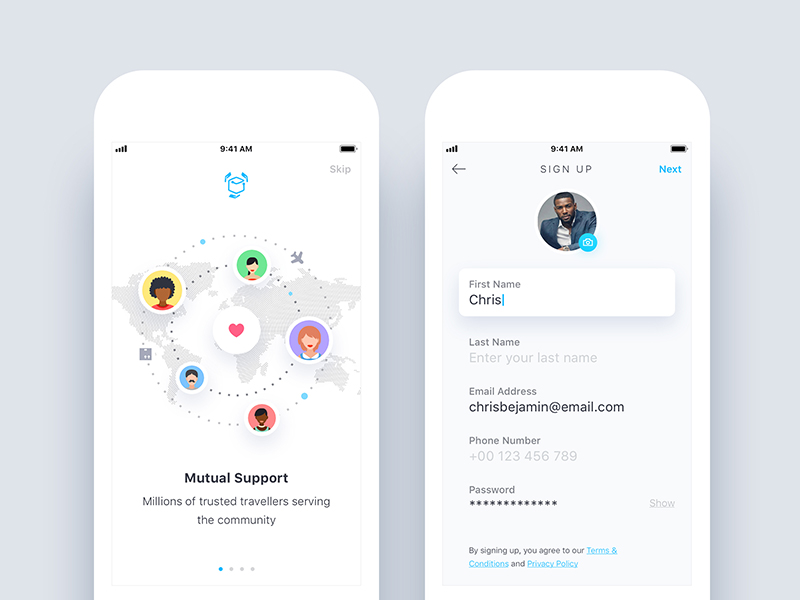 9:41 AM
Skip
Mutual Support
Millions of trusted travellers serving
the community
9:41 AM
SIGN UP
Next
First Name
Chris
Last Name
Enter your last name
Email Address
chrisbejamin@email.com
Phone Number
+00 123 456 789
Password
*************
Show
By signing up, you agree to our Terms &
Conditions and Privacy Policy